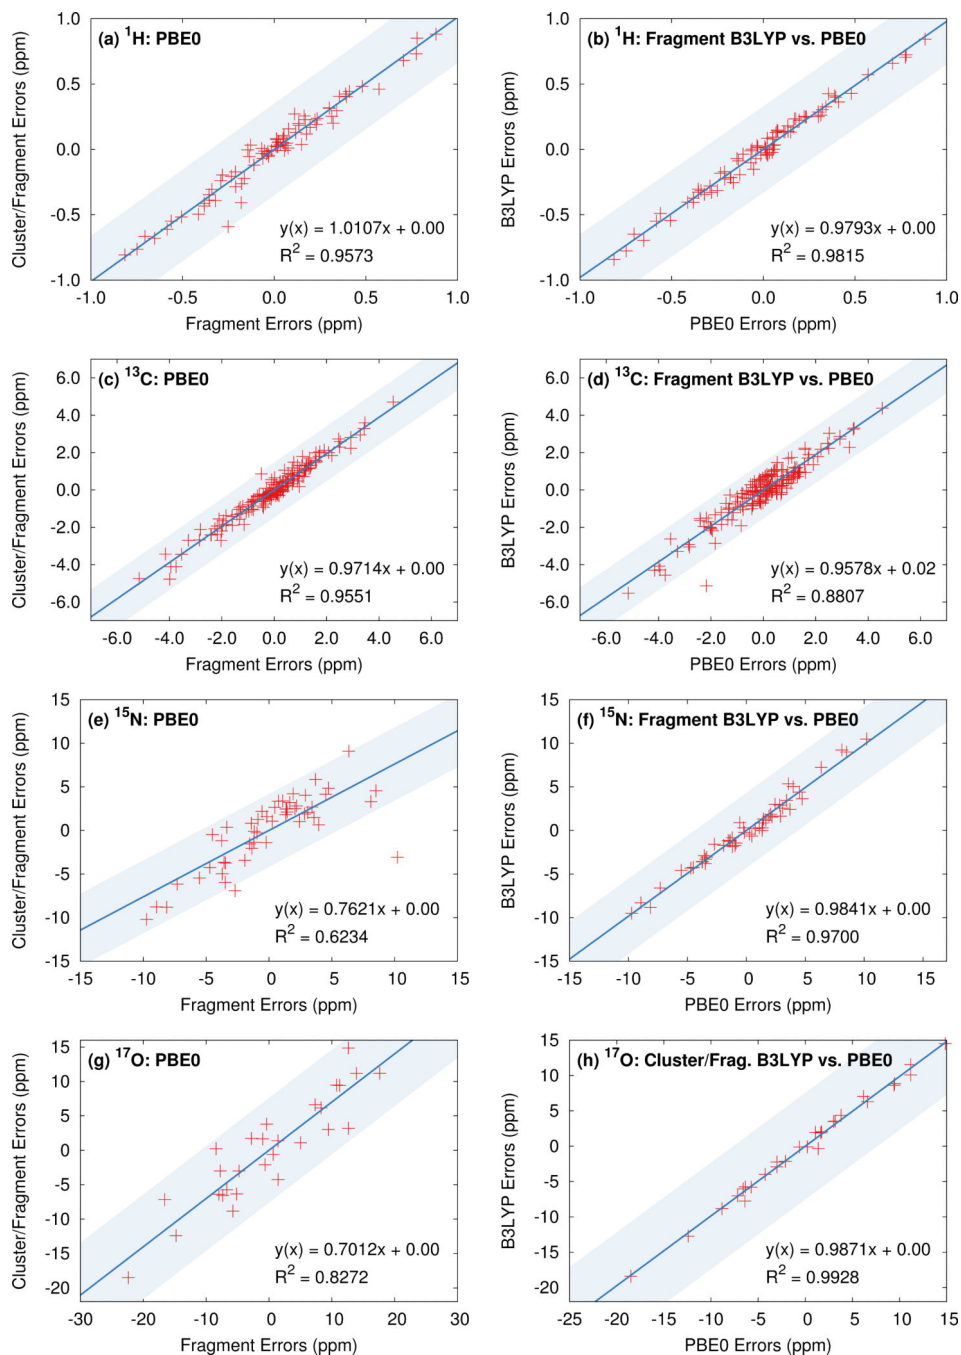 (a) ¹H: PBE0
Cluster/Fragment Errors (ppm)
1.0
0.5
0.0
-0.5
-1.0
y(x) = 1.0107x + 0.00
R² = 0.9573
-1.0 -0.5 0.0 0.5 1.0
Fragment Errors (ppm)
(b) ¹H: Fragment B3LYP vs. PBE0
B3LYP Errors (ppm)
1.0
0.5
0.0
-0.5
-1.0
y(x) = 0.9793x + 0.00
R² = 0.9815
-1.0 -0.5 0.0 0.5 1.0
PBE0 Errors (ppm)
(c) ¹³C: PBE0
Cluster/Fragment Errors (ppm)
6.0
4.0
2.0
0.0
-2.0
-4.0
-6.0
y(x) = 0.9714x + 0.00
R² = 0.9551
-6.0 -4.0 -2.0 0.0 2.0 4.0 6.0
Fragment Errors (ppm)
(d) ¹³C: Fragment B3LYP vs. PBE0
B3LYP Errors (ppm)
6.0
4.0
2.0
0.0
-2.0
-4.0
-6.0
y(x) = 0.9578x + 0.02
R² = 0.8807
-6.0 -4.0 -2.0 0.0 2.0 4.0 6.0
PBE0 Errors (ppm)
(e) ¹⁵N: PBE0
Cluster/Fragment Errors (ppm)
15
10
5
0
-5
-10
-15
y(x) = 0.7621x + 0.00
R² = 0.6234
-15 -10 -5 0 5 10 15
Fragment Errors (ppm)
(f) ¹⁵N: Fragment B3LYP vs. PBE0
B3LYP Errors (ppm)
15
10
5
0
-5
-10
-15
y(x) = 0.9841x + 0.00
R² = 0.9700
-15 -10 -5 0 5 10 15
PBE0 Errors (ppm)
(g) ¹⁷O: PBE0
Cluster/Fragment Errors (ppm)
15
10
5
0
-5
-10
-15
-20
y(x) = 0.7012x + 0.00
R² = 0.8272
-30 -20 -10 0 10 20 30
Fragment Errors (ppm)
(h) ¹⁷O: Cluster/Frag. B3LYP vs. PBE0
B3LYP Errors (ppm)
15
10
5
0
-5
-10
-15
-20
y(x) = 0.9871x + 0.00
R² = 0.9928
-25 -20 -15 -10 -5 0 5 10 15
PBE0 Errors (ppm)